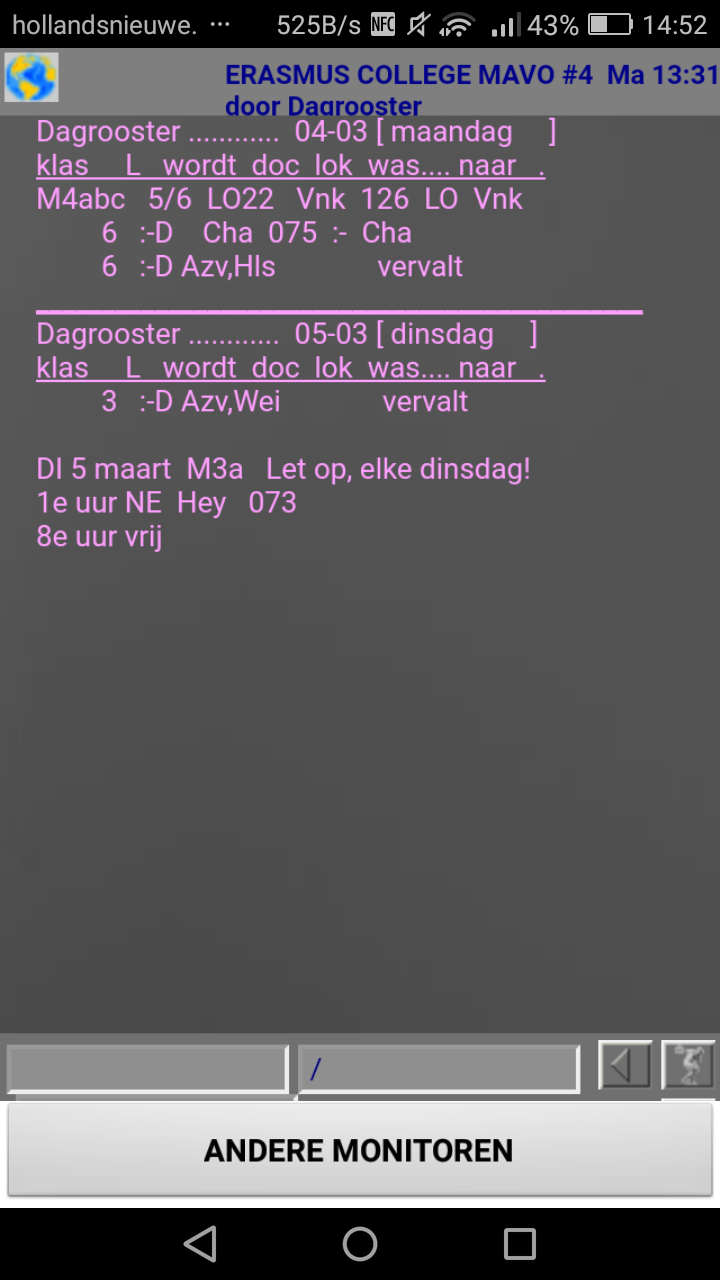 hollandsnieuwe. ... 525B/s NFC 43% 14:52
ERASMUS COLLEGE MAVO #4 Ma 13:31
door Dagrooster
Dagrooster ............ 04-03 [ maandag ]
klas L wordt doc lok was.... naar .
M4abc 5/6 LO22 Vnk 126 LO Vnk
6 :-D Cha 075 :- Cha
6 :-D Azv,Hls vervalt
Dagrooster ............ 05-03 [ dinsdag ]
klas L wordt doc lok was.... naar .
3 :-D Azv,Wei vervalt
DI 5 maart M3a Let op, elke dinsdag!
1e uur NE Hey 073
8e uur vrij
/
ANDERE MONITOREN